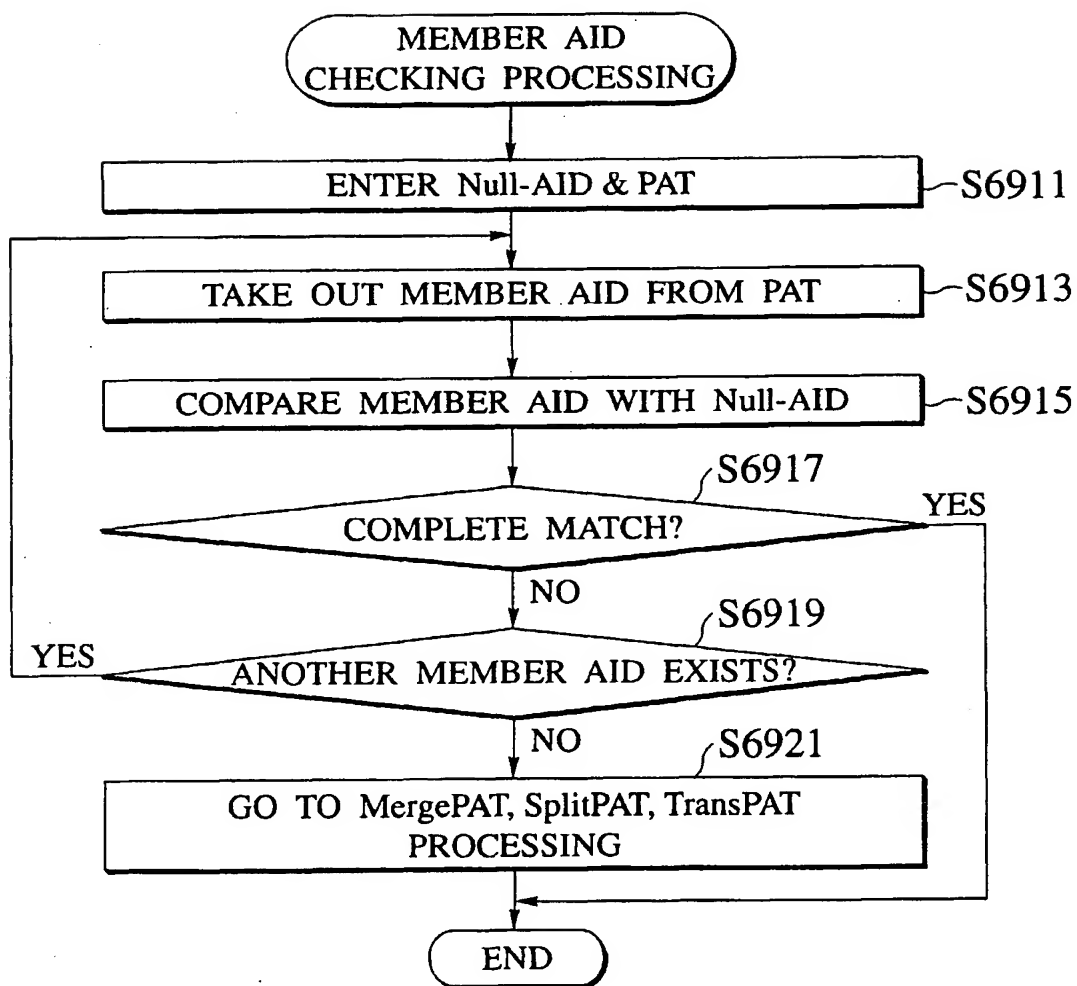 MEMBER AID
CHECKING PROCESSING
ENTER Null-AID & PAT
S6911
TAKE OUT MEMBER AID FROM PAT
S6913
COMPARE MEMBER AID WITH Null-AID
S6915
S6917
COMPLETE MATCH?
YES
NO
S6919
YES
ANOTHER MEMBER AID EXISTS?
NO
S6921
GO TO MergePAT, SplitPAT, TransPAT
PROCESSING
END